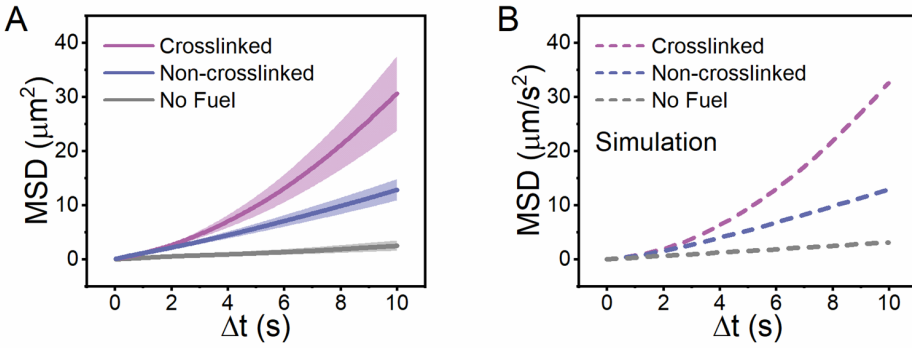 A
MSD (μm²)
40
30
20
10
0
Crosslinked
Non-crosslinked
No Fuel
0 2 4 6 8 10
Δt (s)
B
MSD (μm/s²)
40
30
20
10
0
Crosslinked
Non-crosslinked
No Fuel
Simulation
0 2 4 6 8 10
Δt (s)